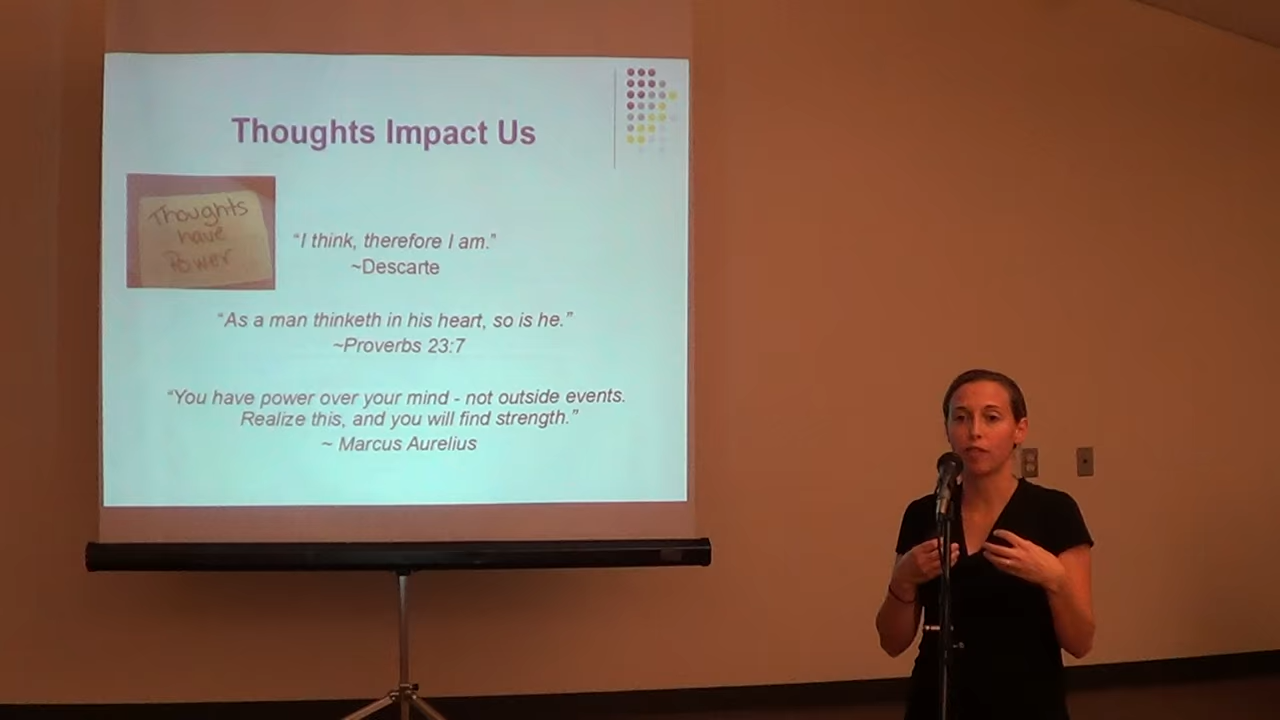 Thoughts Impact Us
Thoughts
have
Power
“I think, therefore I am.”
~Descarte
“As a man thinketh in his heart, so is he.”
~Proverbs 23:7
“You have power over your mind - not outside events.
Realize this, and you will find strength.”
~ Marcus Aurelius